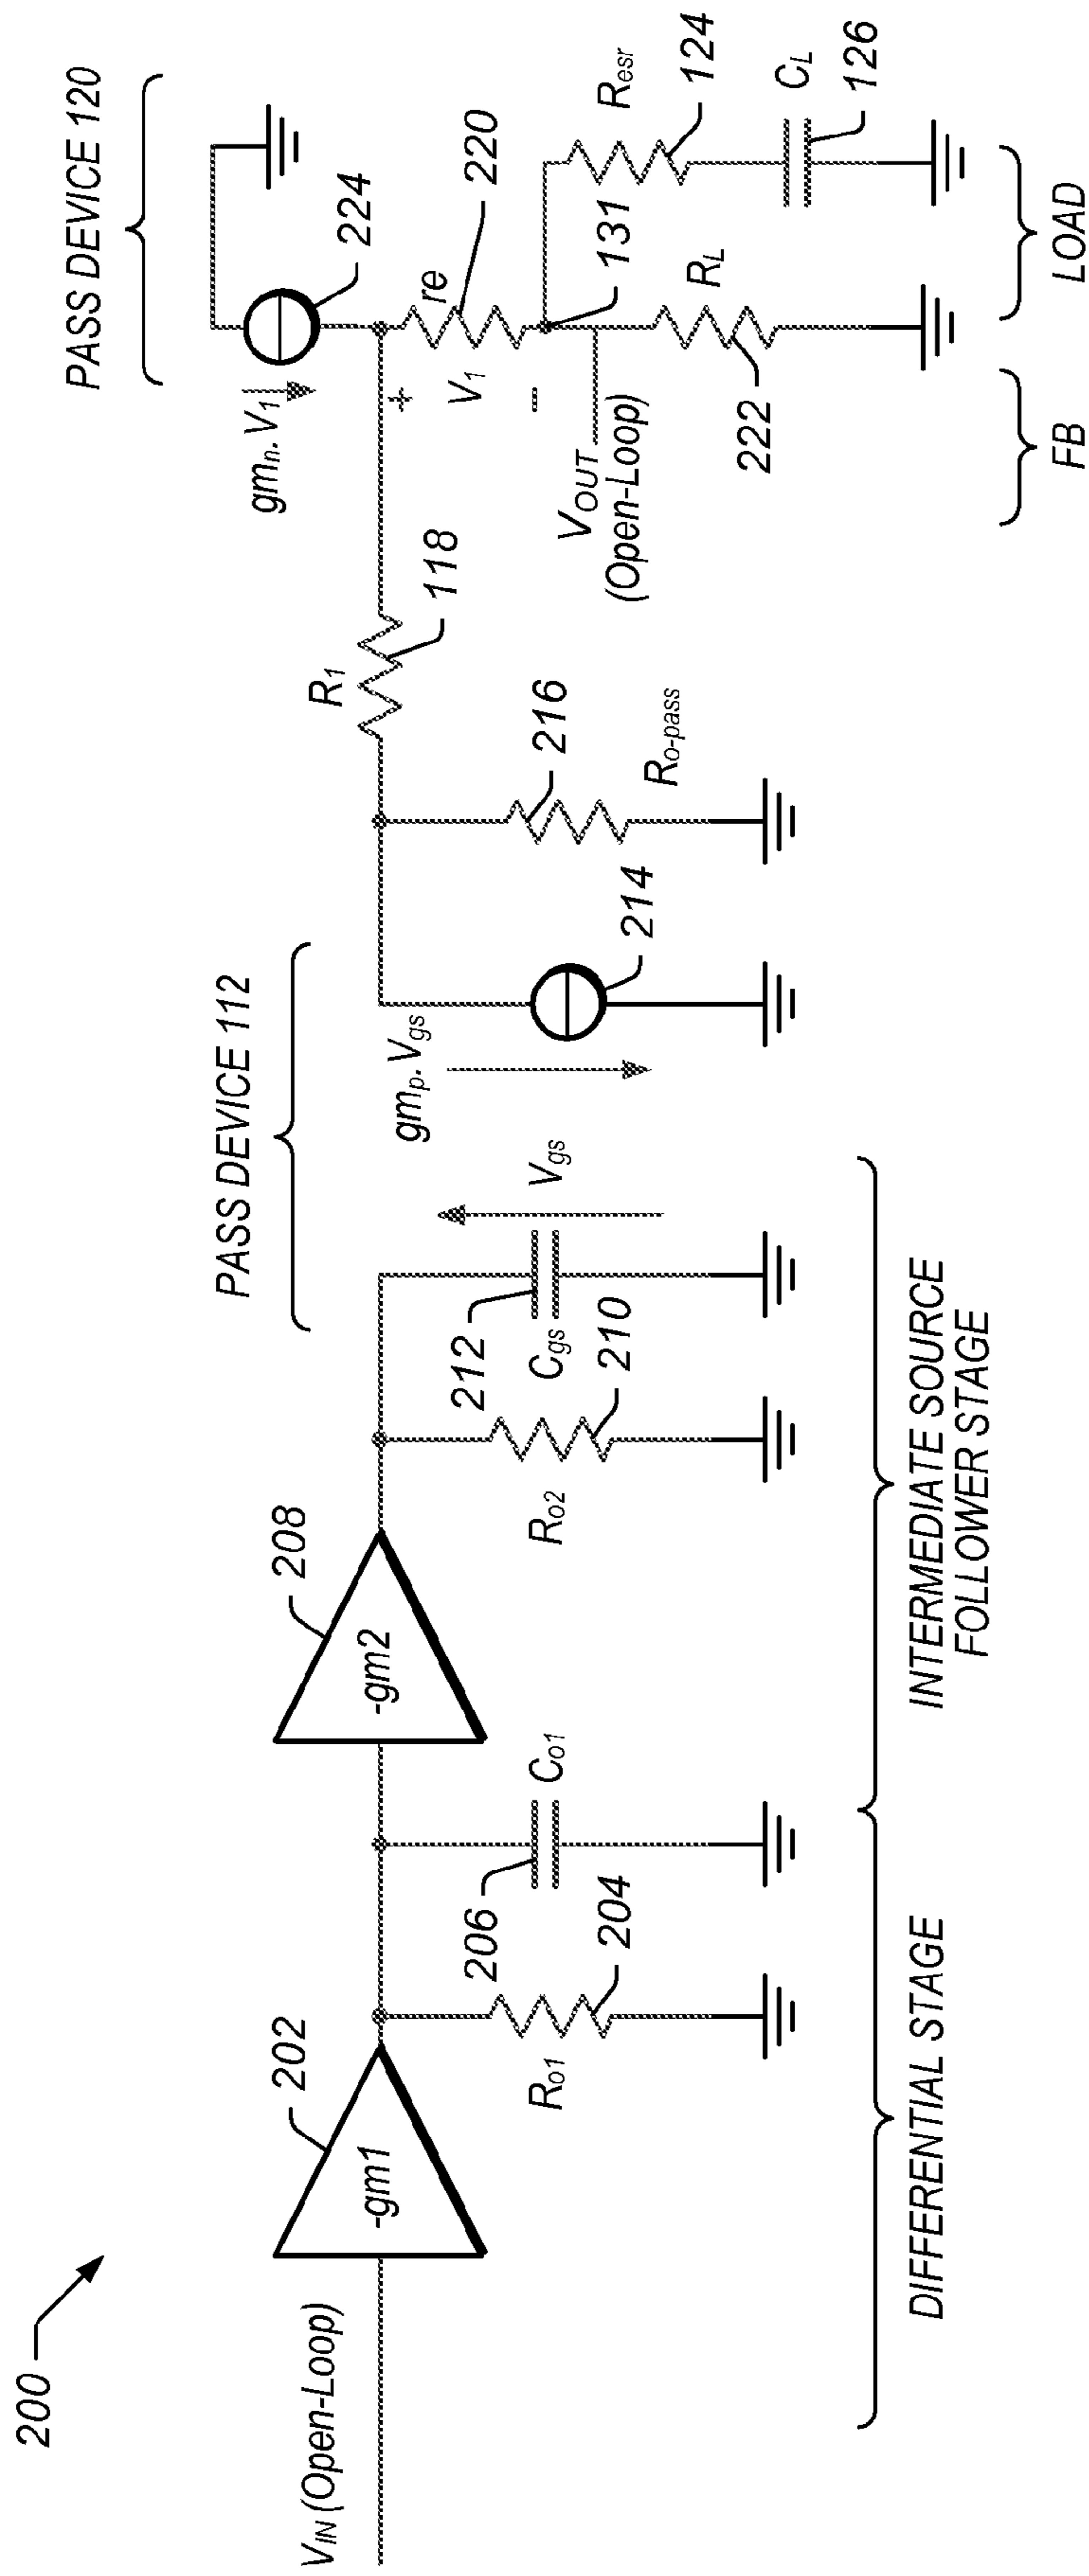 200
V_IN (Open-Loop)
202
-gm1
R_o1
204
206
C_o1
DIFFERENTIAL STAGE
208
-gm2
R_o2
210
212
C_gs
V_gs
INTERMEDIATE SOURCE
FOLLOWER STAGE
PASS DEVICE 112
gm_p. V_gs
214
216
R_o-pass
R_1
118
PASS DEVICE 120
gm_n. V_1
224
+
V_1
-
re
220
V_OUT
(Open-Loop)
131
R_L
222
R_esr
124
C_L
126
FB
LOAD